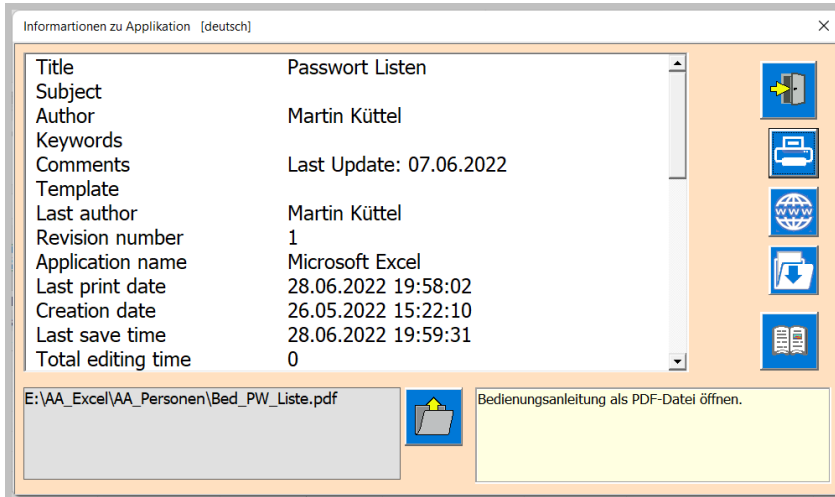 Informartionen zu Applikation [deutsch]
Title Passwort Listen
Subject
Author Martin Küttel
Keywords
Comments Last Update: 07.06.2022
Template
Last author Martin Küttel
Revision number 1
Application name Microsoft Excel
Last print date 28.06.2022 19:58:02
Creation date 26.05.2022 15:22:10
Last save time 28.06.2022 19:59:31
Total editing time 0
WWW
E:\AA_Excel\AA_Personen\Bed_PW_Liste.pdf
Bedienungsanleitung als PDF-Datei öffnen.